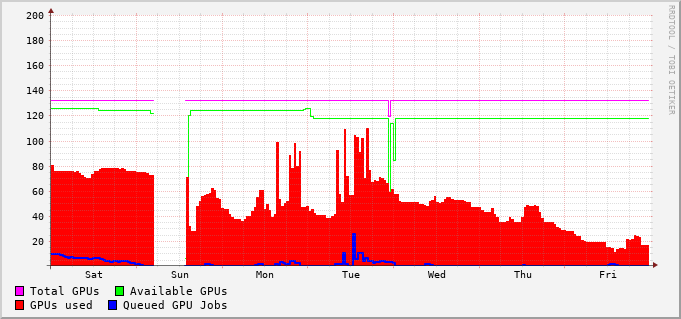 200
180
160
140
120
100
80
60
40
20
Sat Sun Mon Tue Wed Thu Fri
Total GPUs Available GPUs
GPUs used Queued GPU Jobs
RRDTOOL / TOBI OETIKER